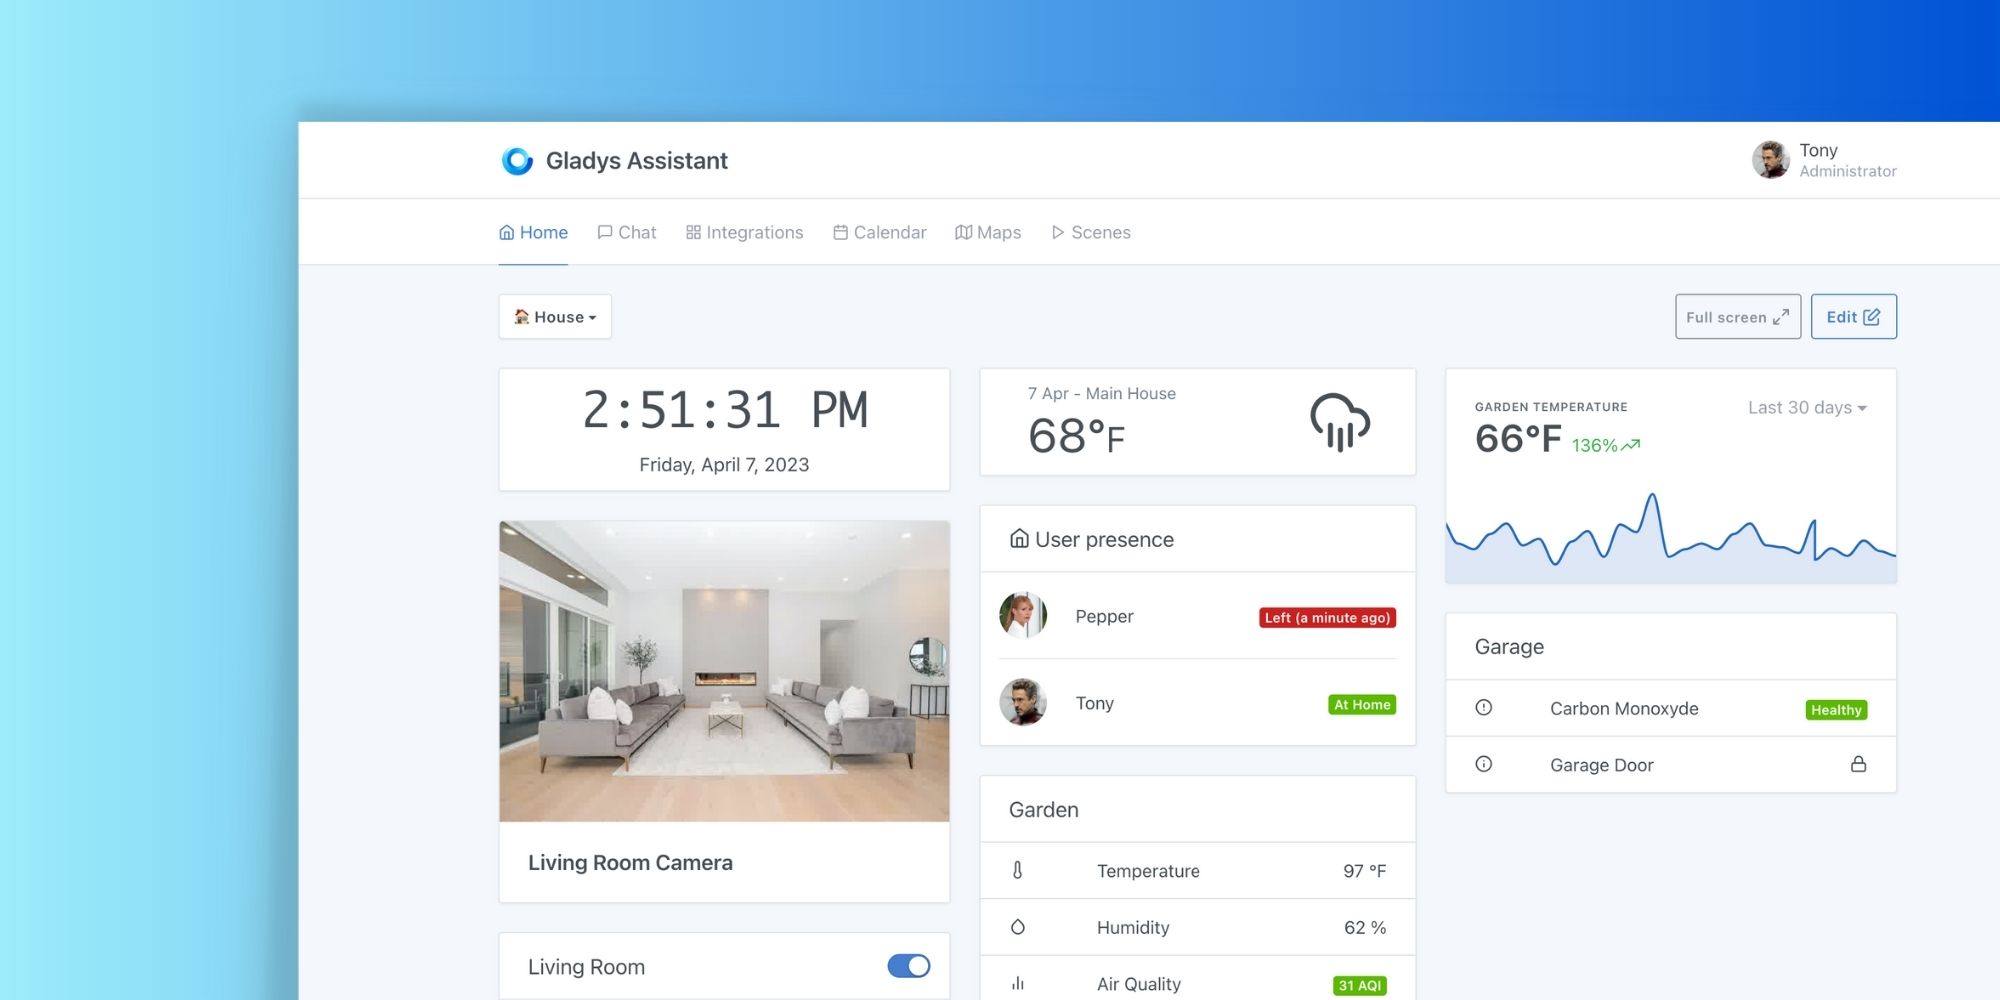 Gladys Assistant
Tony
Administrator
Home
Chat
Integrations
Calendar
Maps
Scenes
House
Full screen
Edit
2:51:31 PM
Friday, April 7, 2023
Living Room Camera
Living Room
7 Apr - Main House
68°F
User presence
Pepper
Left (a minute ago)
Tony
At Home
Garden
Temperature
97 °F
Humidity
62 %
Air Quality
31 AQI
GARDEN TEMPERATURE
Last 30 days
66°F 136%
Garage
Carbon Monoxyde
Healthy
Garage Door